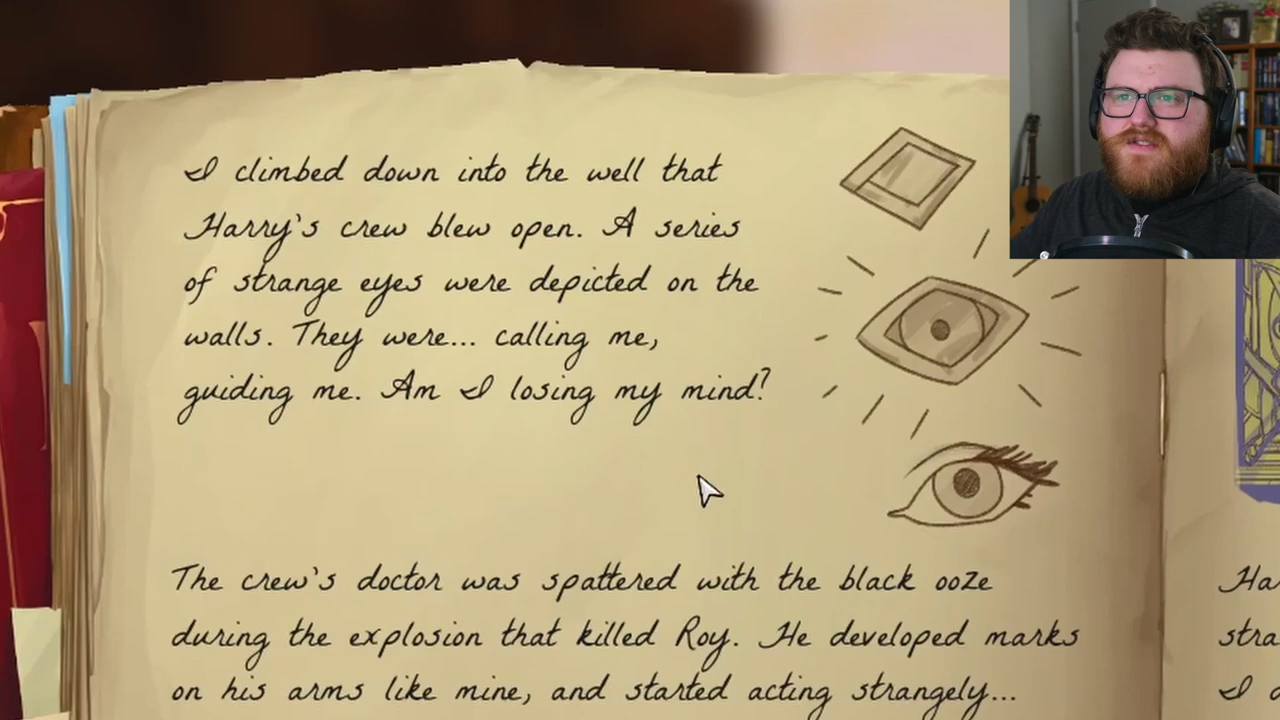 I climbed down into the well that
Harry's crew blew open. A series
of strange eyes were depicted on the
walls. They were... calling me,
guiding me. Am I losing my mind?
The crew's doctor was spattered with the black ooze
during the explosion that killed Roy. He developed marks
on his arms like mine, and started acting strangely...
Ha
stra
I